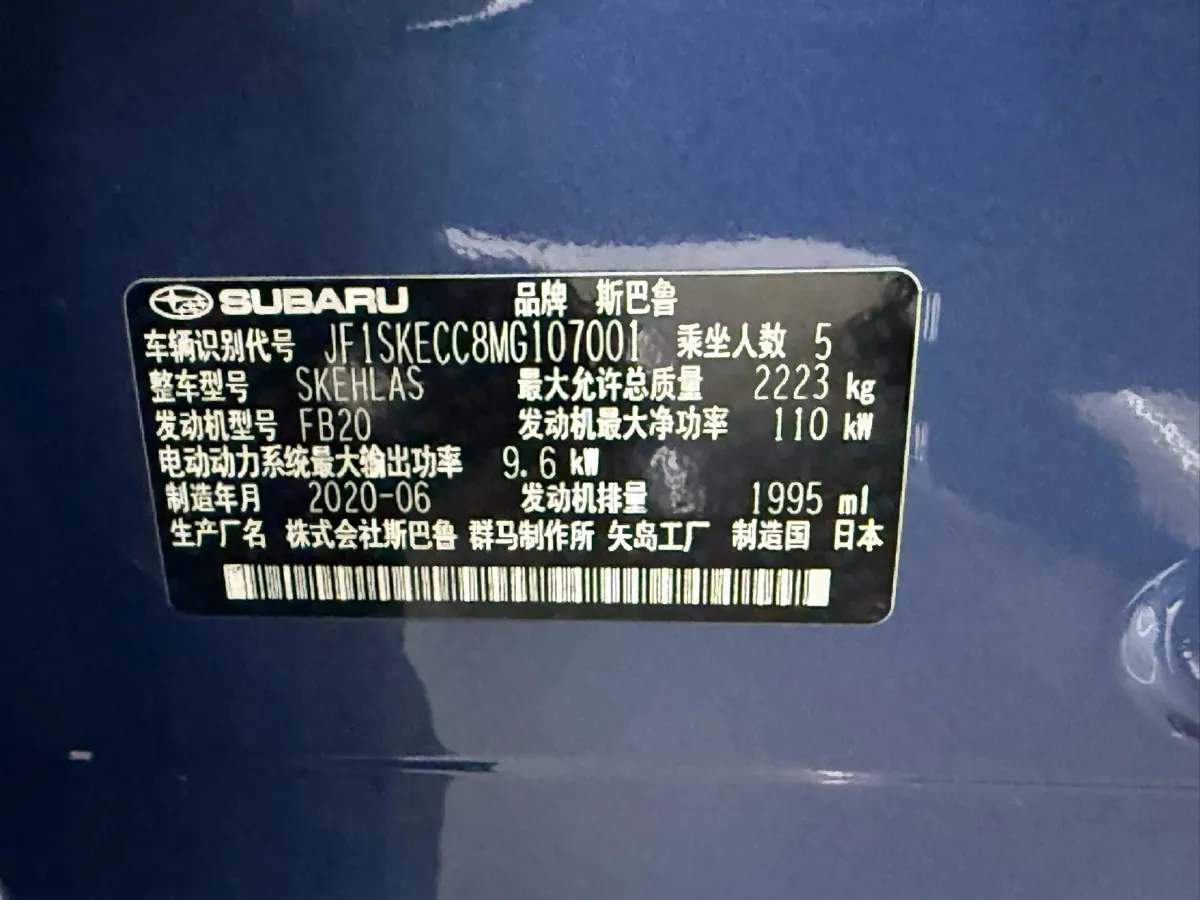 SUBARU 品牌 斯巴鲁
车辆识别代号 JF1SKECC8MG107001 乘坐人数 5
整车型号 SKEHLAS 最大允许总质量 2223 kg
发动机型号 FB20 发动机最大净功率 110 kW
电动动力系统最大输出功率 9.6 kW
制造年月 2020-06 发动机排量 1995 ml
生产厂名 株式会社斯巴鲁 群马制作所 矢岛工厂 制造国 日本